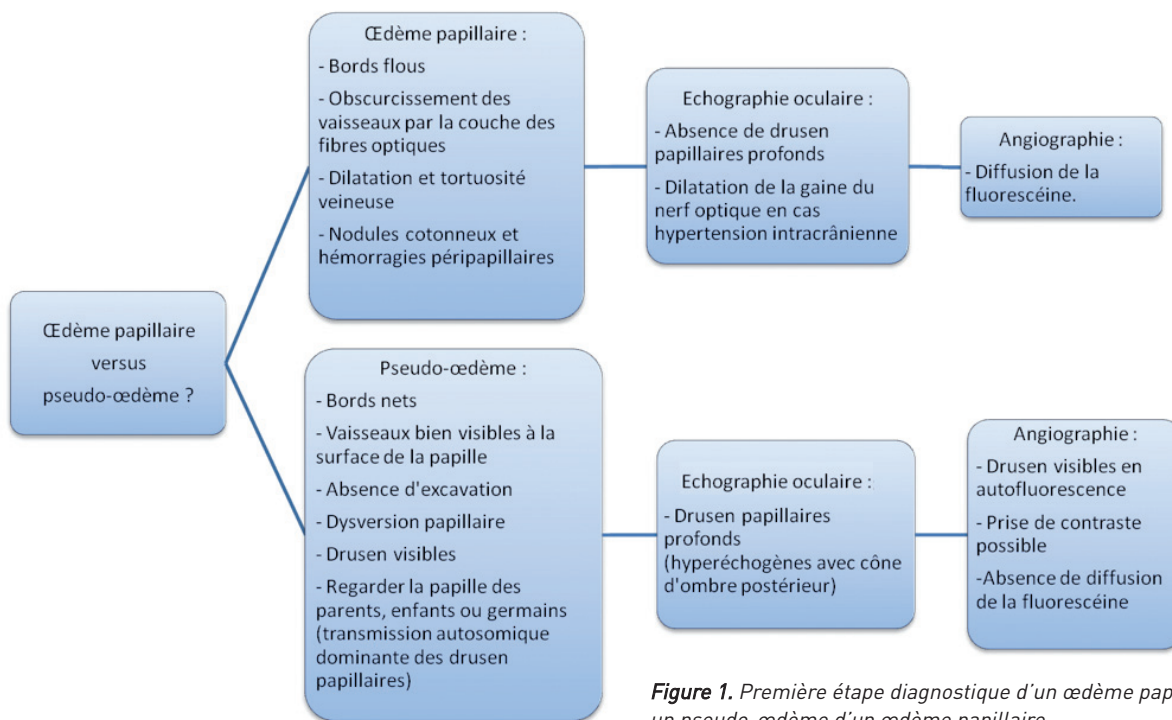 Œdème papillaire
versus
pseudo-œdème ?
Œdème papillaire :
- Bords flous
- Obscurcissement des
vaisseaux par la couche des
fibres optiques
- Dilatation et tortuosité
veineuse
- Nodules cotonneux et
hémorragies péripapillaires
Echographie oculaire :
- Absence de drusen
papillaires profonds
- Dilatation de la gaine du
nerf optique en cas
hypertension intracrânienne
Angiographie :
- Diffusion de la
fluorescéine.
Pseudo-œdème :
- Bords nets
- Vaisseaux bien visibles à la
surface de la papille
- Absence d'excavation
- Dysversion papillaire
- Drusen visibles
- Regarder la papille des
parents, enfants ou germains
(transmission autosomique
dominante des drusen
papillaires)
Echographie oculaire :
- Drusen papillaires
profonds
(hyperéchogènes avec cône
d'ombre postérieur)
Angiographie :
- Drusen visibles en
autofluorescence
- Prise de contraste
possible
-Absence de diffusion
de la fluorescéine
Figure 1. Première étape diagnostique d'un œdème pap